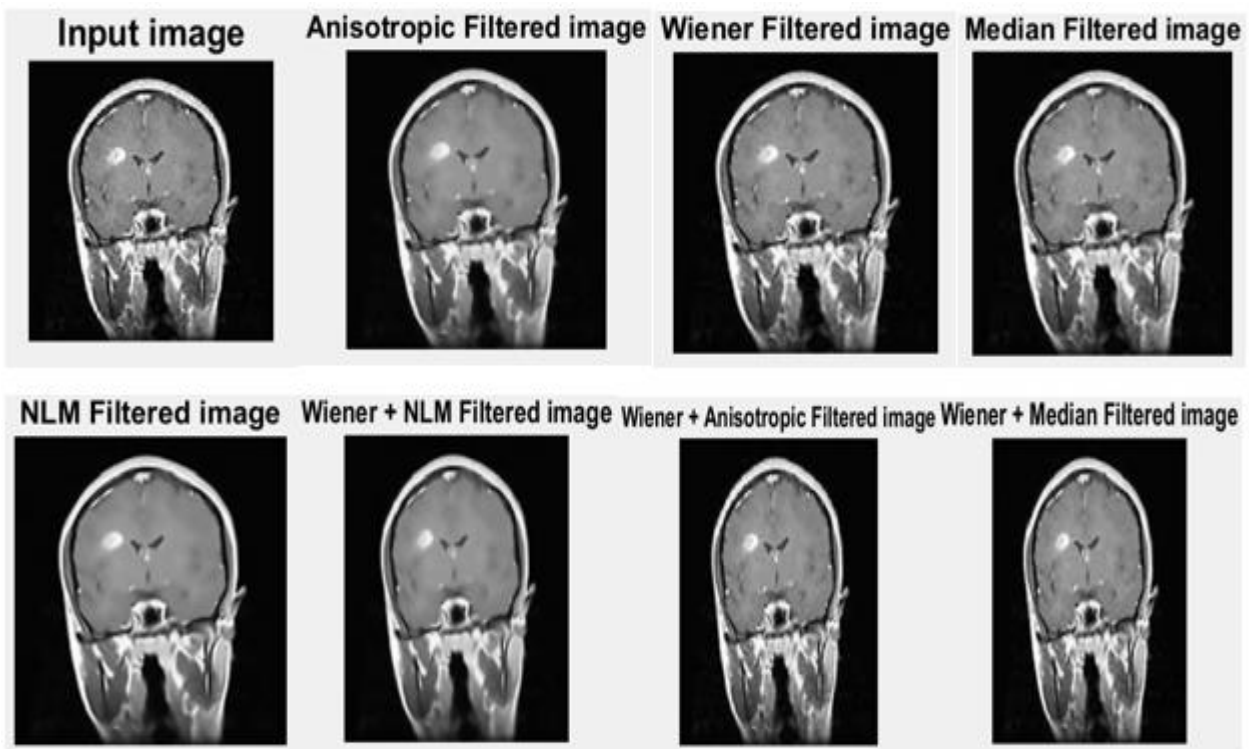 Input image
Anisotropic Filtered image
Wiener Filtered image
Median Filtered image
NLM Filtered image
Wiener + NLM Filtered image
Wiener + Anisotropic Filtered image
Wiener + Median Filtered image